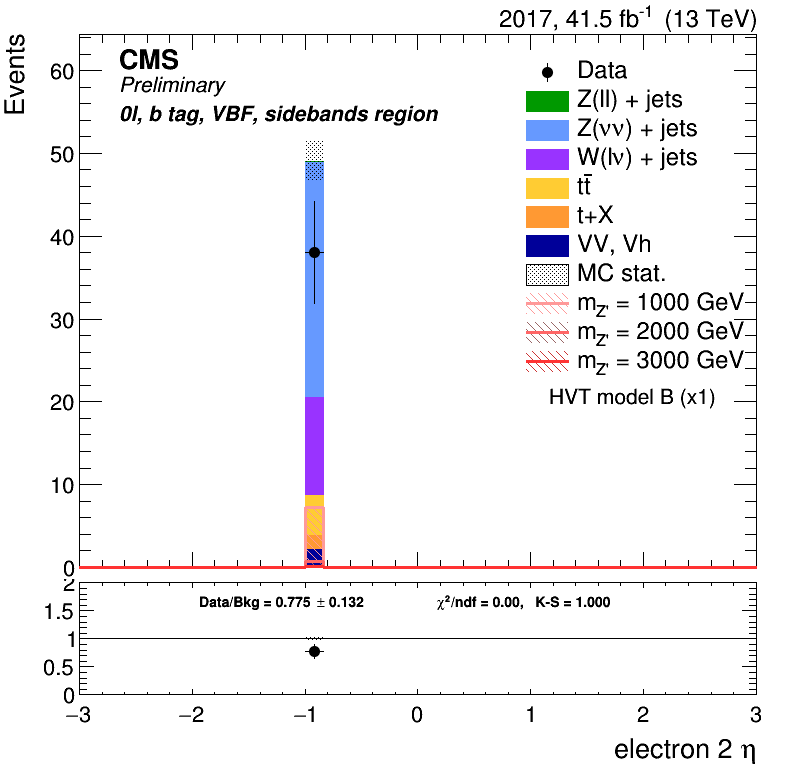 2017, 41.5 fb⁻¹ (13 TeV)
Events
CMS
Preliminary
0l, b tag, VBF, sidebands region
Data
Z(ll) + jets
Z(νν) + jets
W(lν) + jets
tt̄
t+X
VV, Vh
MC stat.
m_Z' = 1000 GeV
m_Z' = 2000 GeV
m_Z' = 3000 GeV
HVT model B (x1)
60
50
40
30
20
10
0
Data/Bkg = 0.775 ± 0.132 χ²/ndf = 0.00, K-S = 1.000
2
1.5
1
0.5
0
−3 −2 −1 0 1 2 3
electron 2 η